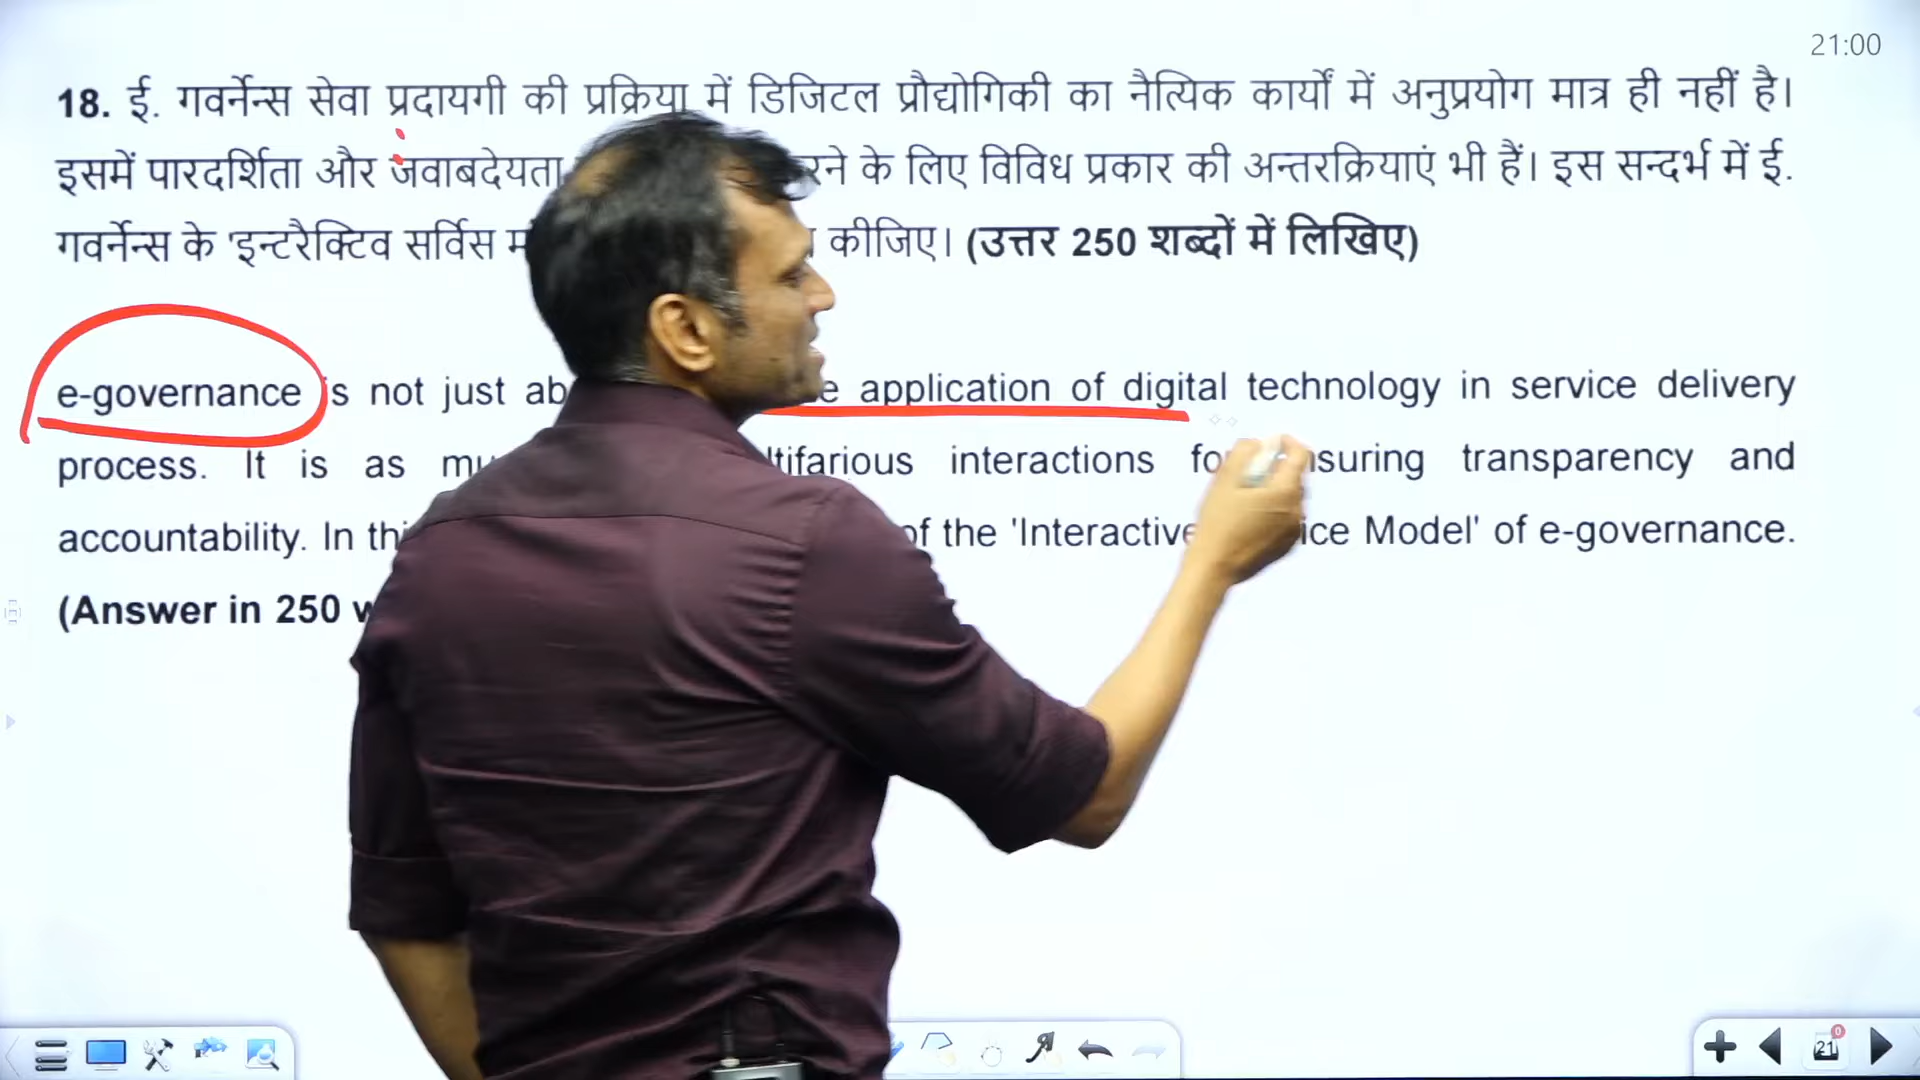 21:00
18. ई. गवर्नेन्स सेवा प्रदायगी की प्रक्रिया में डिजिटल प्रौद्योगिकी का नैत्यिक कार्यों में अनुप्रयोग मात्र ही नहीं है।
इसमें पारदर्शिता और जवाबदेयता के लिए विविध प्रकार की अन्तरक्रियाएं भी हैं। इस सन्दर्भ में ई.
गवर्नेन्स के 'इन्टरैक्टिव सर्विस कीजिए। (उत्तर 250 शब्दों में लिखिए)
e-governance is not just application of digital technology in service delivery
process. It is as interactions transparency and
accountability. In of the 'Interactive Model' of e-governance.
(Answer in 250
21
0